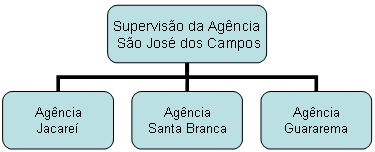 Supervisão da Agência
São José dos Campos
Agência
Jacareí
Agência
Santa Branca
Agência
Guararema